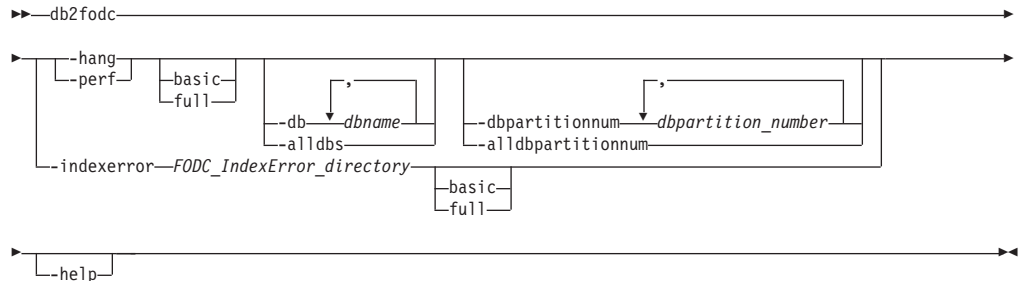 db2fodc
-hang
-perf
basic
full
-db
,
dbname
-alldbs
-dbpartitionnum
,
dbpartition_number
-alldbpartitionnum
-indexerror
FODC_IndexError_directory
basic
full
-help